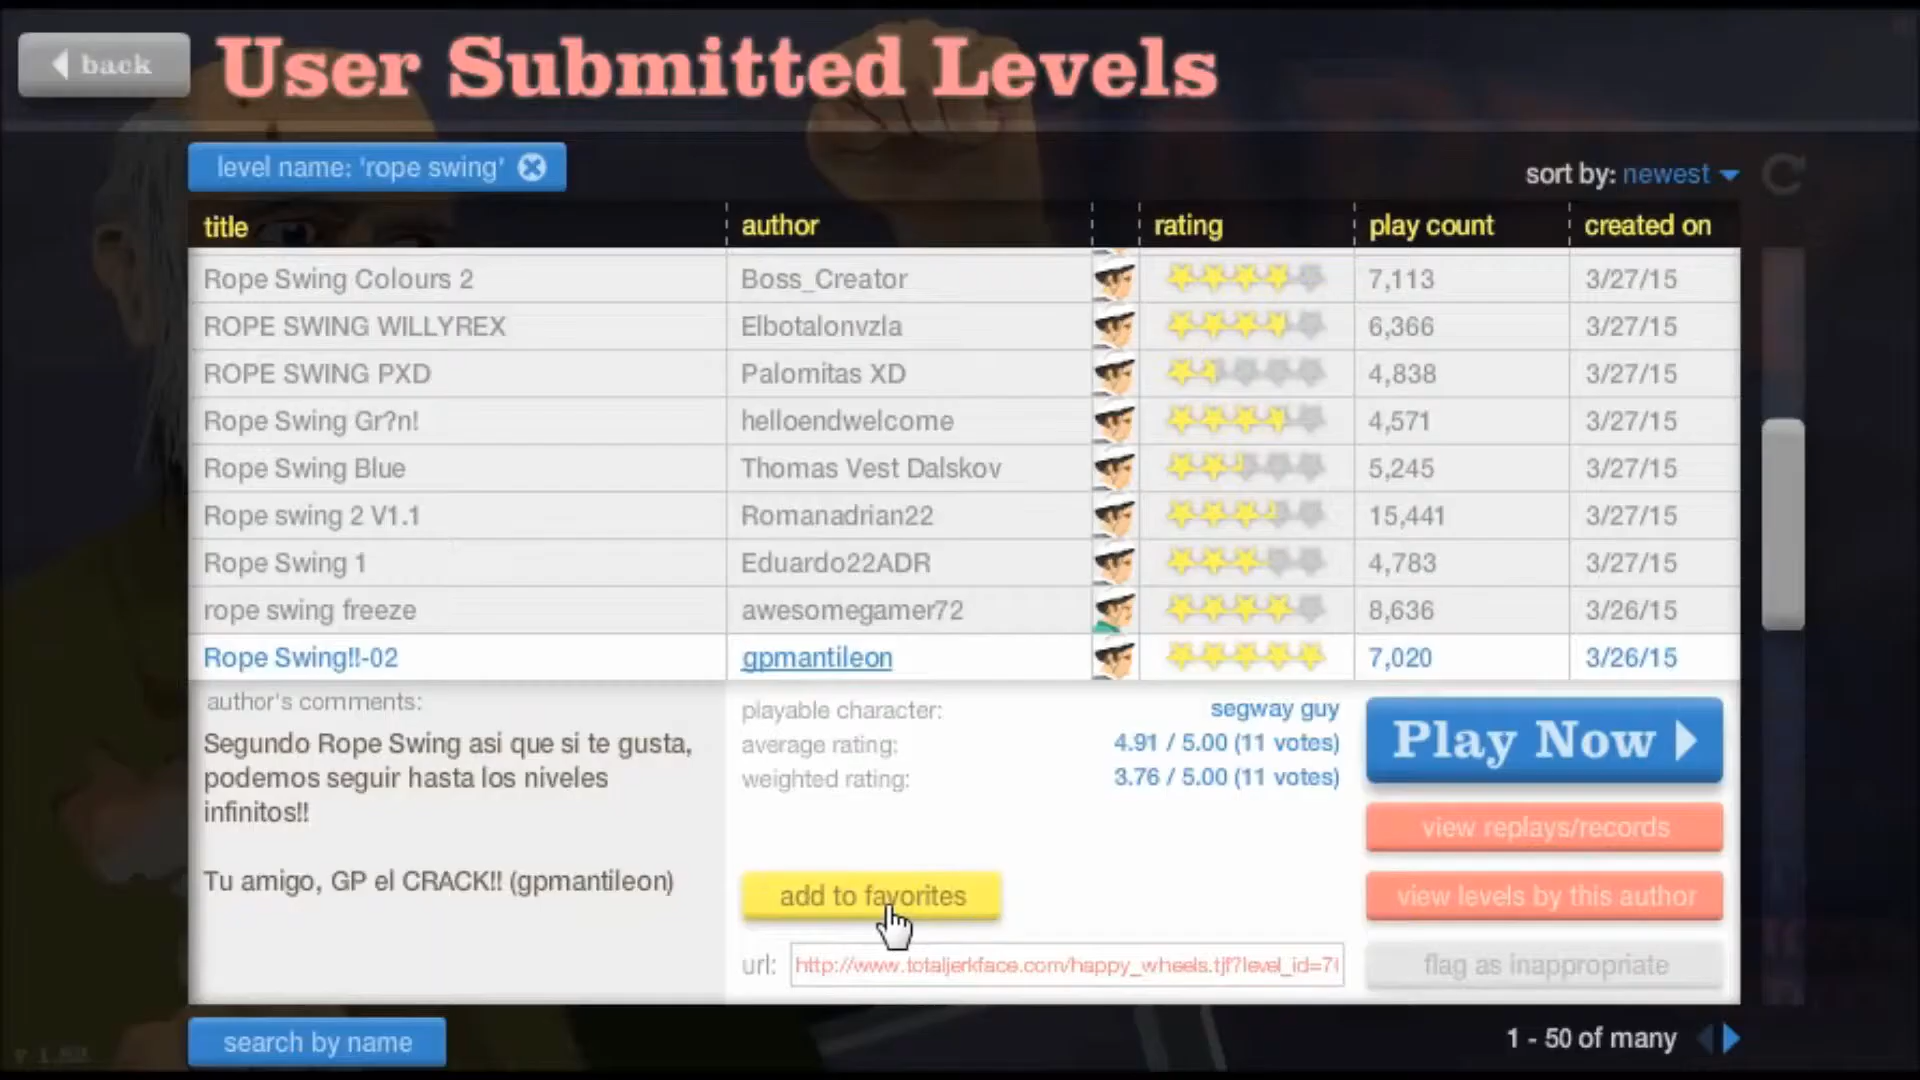 back
User Submitted Levels
level name: 'rope swing'
sort by: newest
title author rating play count created on
Rope Swing Colours 2 Boss_Creator 7,113 3/27/15
ROPE SWING WILLYREX Elbotalonvzla 6,366 3/27/15
ROPE SWING PXD Palomitas XD 4,838 3/27/15
Rope Swing Gr?n! helloendwelcome 4,571 3/27/15
Rope Swing Blue Thomas Vest Dalskov 5,245 3/27/15
Rope swing 2 V1.1 Romanadrian22 15,441 3/27/15
Rope Swing 1 Eduardo22ADR 4,783 3/27/15
rope swing freeze awesomegamer72 8,636 3/26/15
Rope Swing!!-02 gpmantileon 7,020 3/26/15
author's comments:
Segundo Rope Swing asi que si te gusta,
podemos seguir hasta los niveles
infinitos!!
Tu amigo, GP el CRACK!! (gpmantileon)
playable character: segway guy
average rating: 4.91 / 5.00 (11 votes)
weighted rating: 3.76 / 5.00 (11 votes)
add to favorites
url: http://www.totaljerkface.com/happy_wheels.tjf?level_id=7
Play Now
view replays/records
view levels by this author
flag as inappropriate
search by name
1 - 50 of many